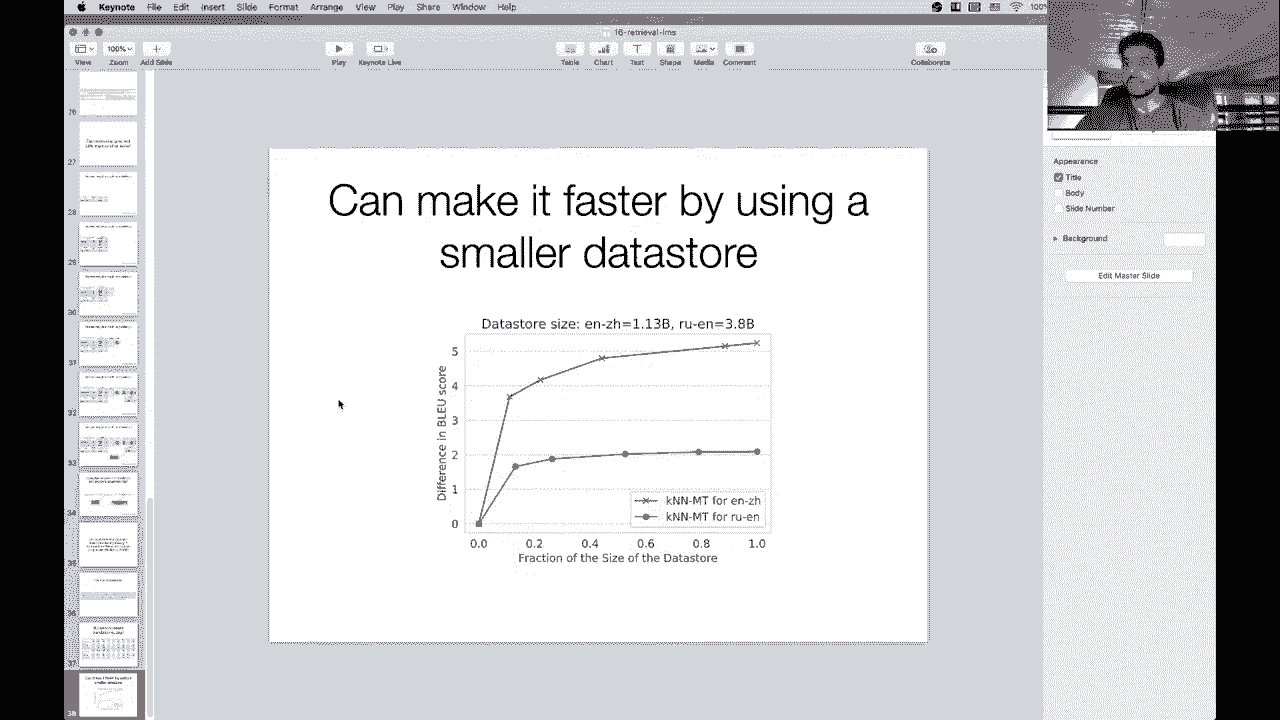 Keynote File Edit Insert Slide Format Arrange View Play Share Window Help 100%
16-retrieval-lms
100%
View Zoom Add Slide Play Keynote Live Table Chart Text Shape Media Comment Collaborate
27
28
29
30
31
32
33
34
35
36
37
38
Can make it faster by using a
smaller datastore
Datastore size: en-zh=1.13B, ru-en=3.8B
Difference in BLEU score
5
4
3
2
1
0
kNN-MT for en-zh
kNN-MT for ru-en
0.0 0.2 0.4 0.6 0.8 1.0
Fraction of the Size of the Datastore
Appearance
Title
Body
Slide Number
Background
Edit Master Slide